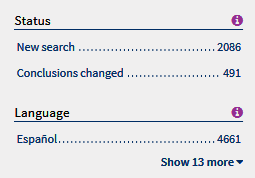 Status
New search 2086
Conclusions changed 491
Language
Español 4661
Show 13 more